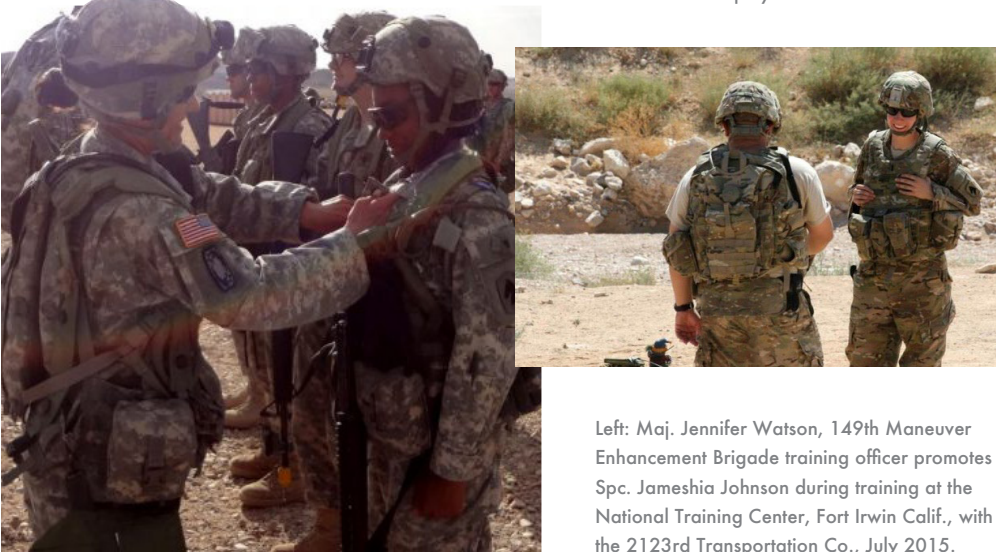 Left: Maj. Jennifer Watson, 149th Maneuver
Enhancement Brigade training officer promotes
Spc. Jameshia Johnson during training at the
National Training Center, Fort Irwin Calif., with
the 2123rd Transportation Co., July 2015.